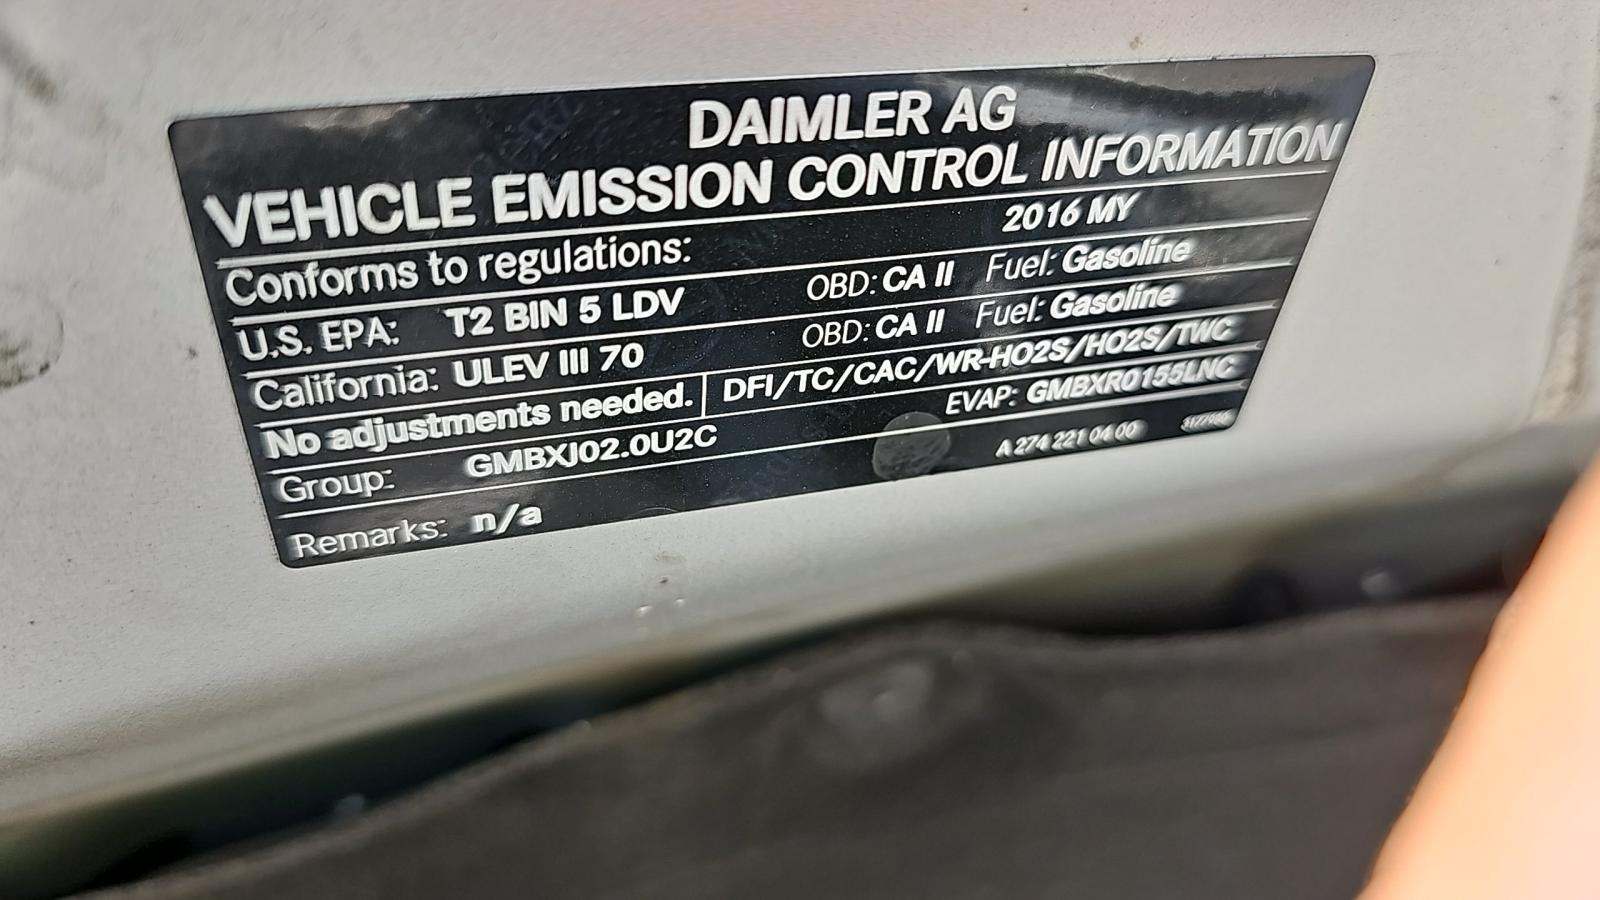 DAIMLER AG
VEHICLE EMISSION CONTROL INFORMATION
Conforms to regulations: 2016 MY
U.S. EPA: T2 BIN 5 LDV OBD: CA II Fuel: Gasoline
California: ULEV III 70 OBD: CA II Fuel: Gasoline
No adjustments needed. DFI/TC/CAC/WR-HO2S/HO2S/TWC
Group: GMBXJ02.0U2C EVAP: GMBXR0155LNC
Remarks: n/a A 274 221 04 00